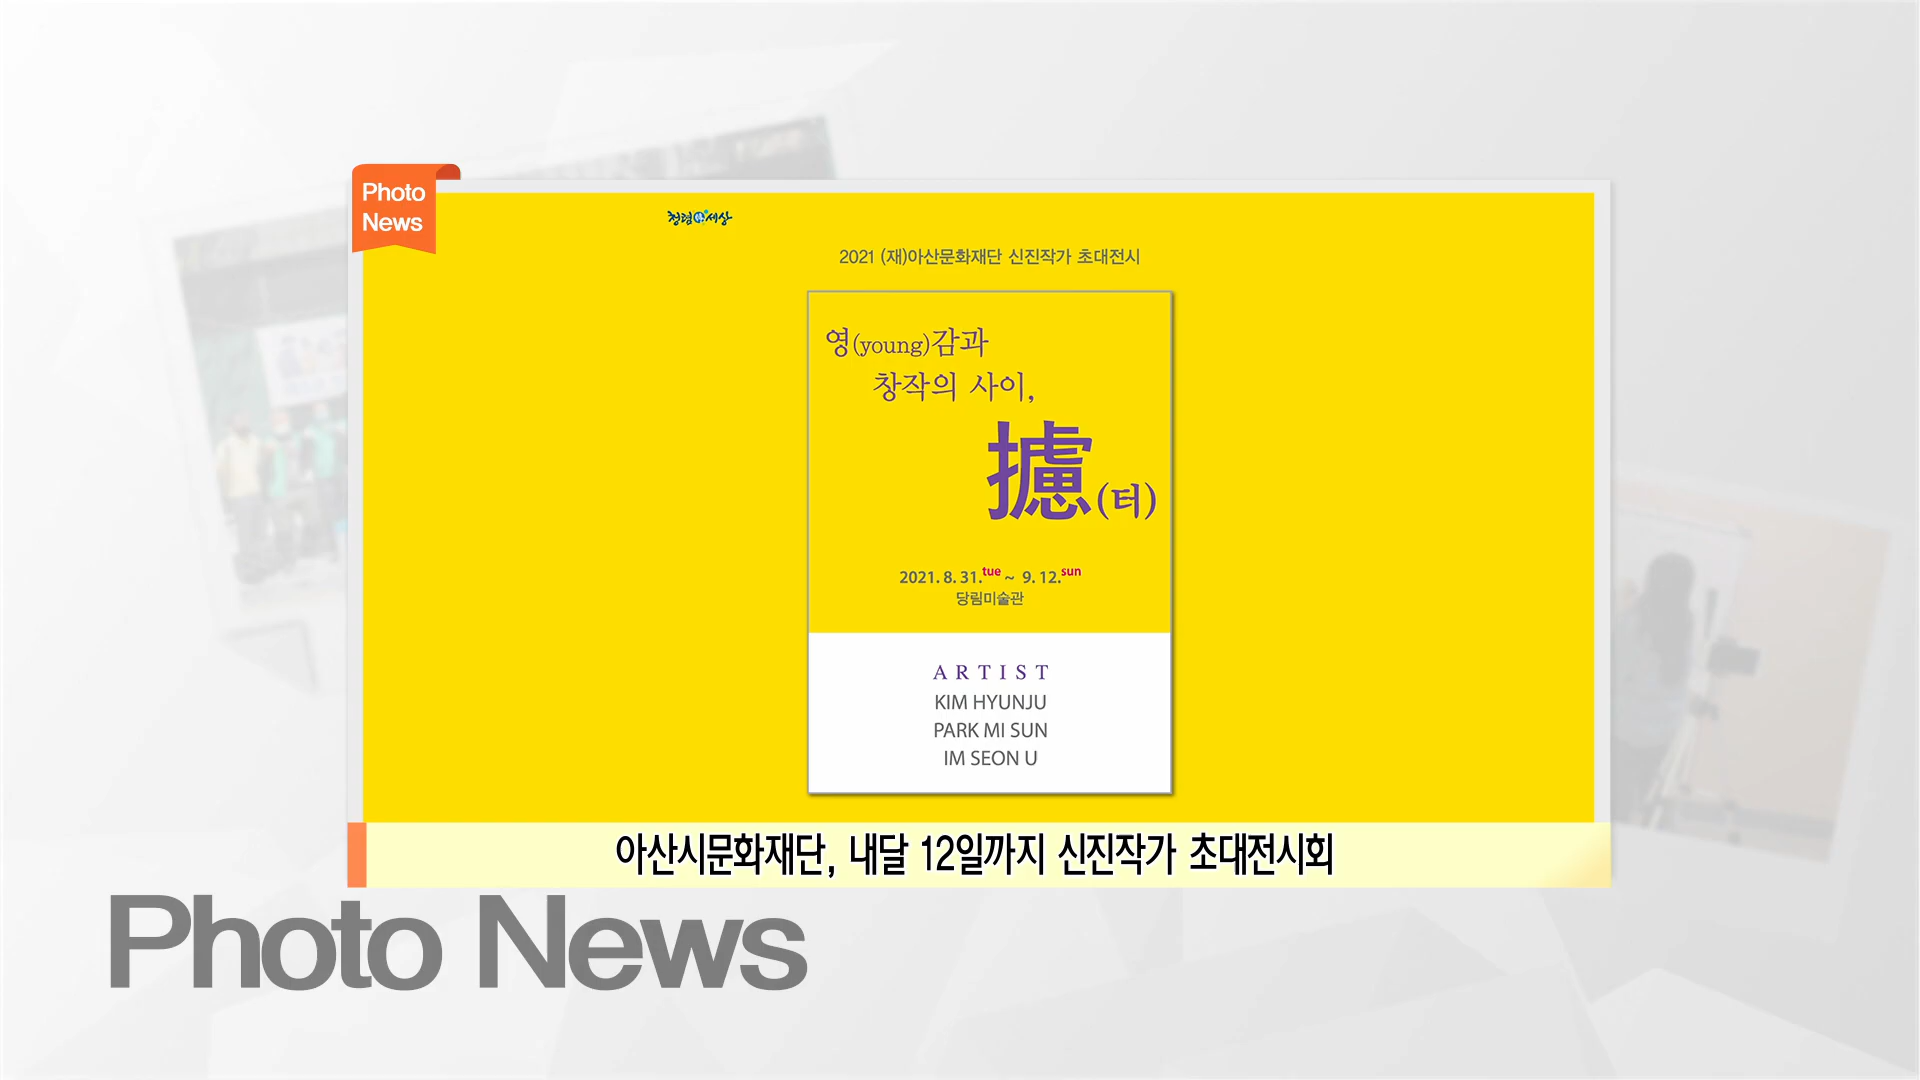 Photo
News
청렴아세상
2021 (재)아산문화재단 신진작가 초대전시
영(young)감과
창작의 사이,
攄(터)
2021. 8. 31.tue ~ 9. 12.sun
당림미술관
ARTIST
KIM HYUNJU
PARK MI SUN
IM SEON U
아산시문화재단, 내달 12일까지 신진작가 초대전시회
Photo News